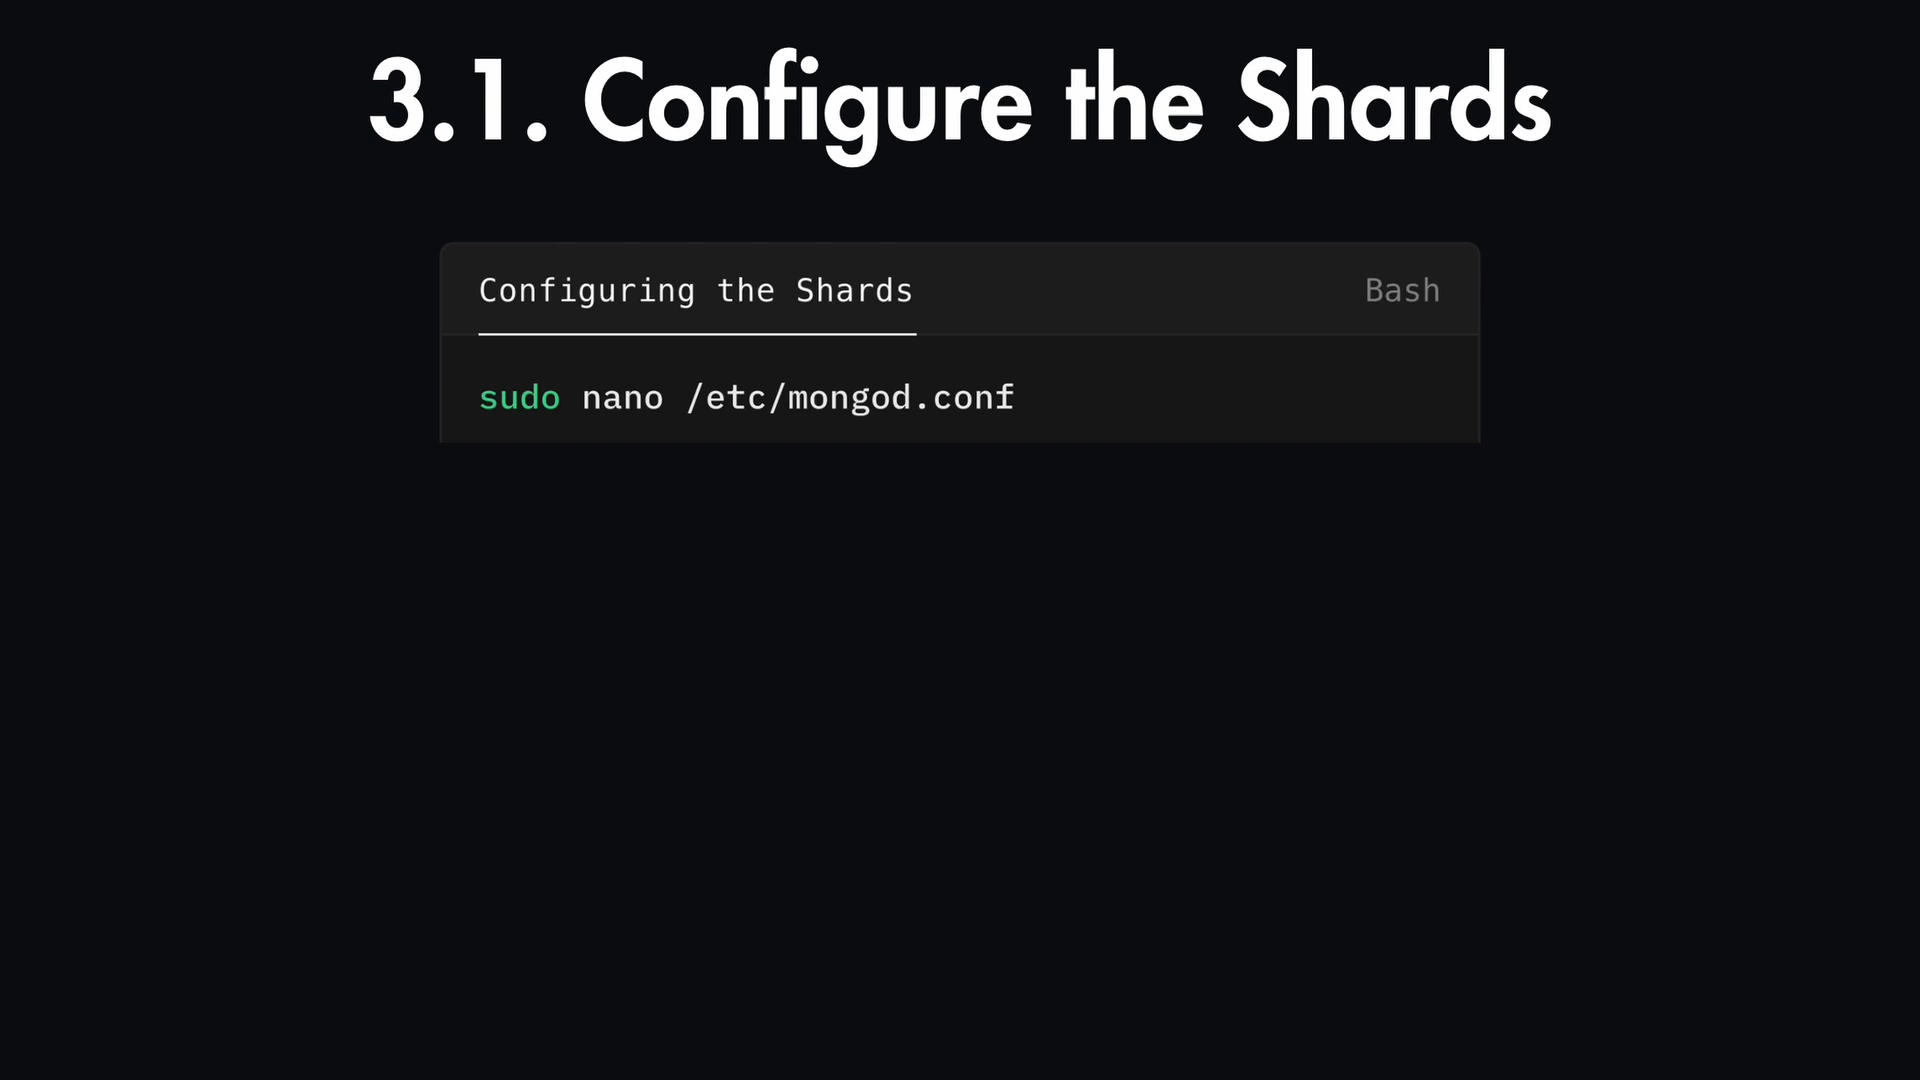 3.1. Configure the Shards
Configuring the Shards
Bash
sudo nano /etc/mongod.conf